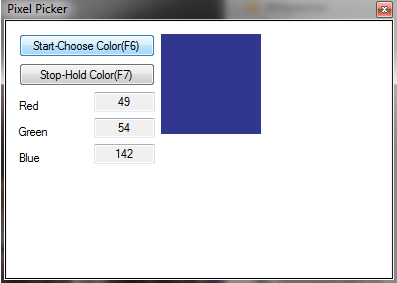 Pixel Picker
Start-Choose Color(F6)
Stop-Hold Color(F7)
Red 49
Green 54
Blue 142